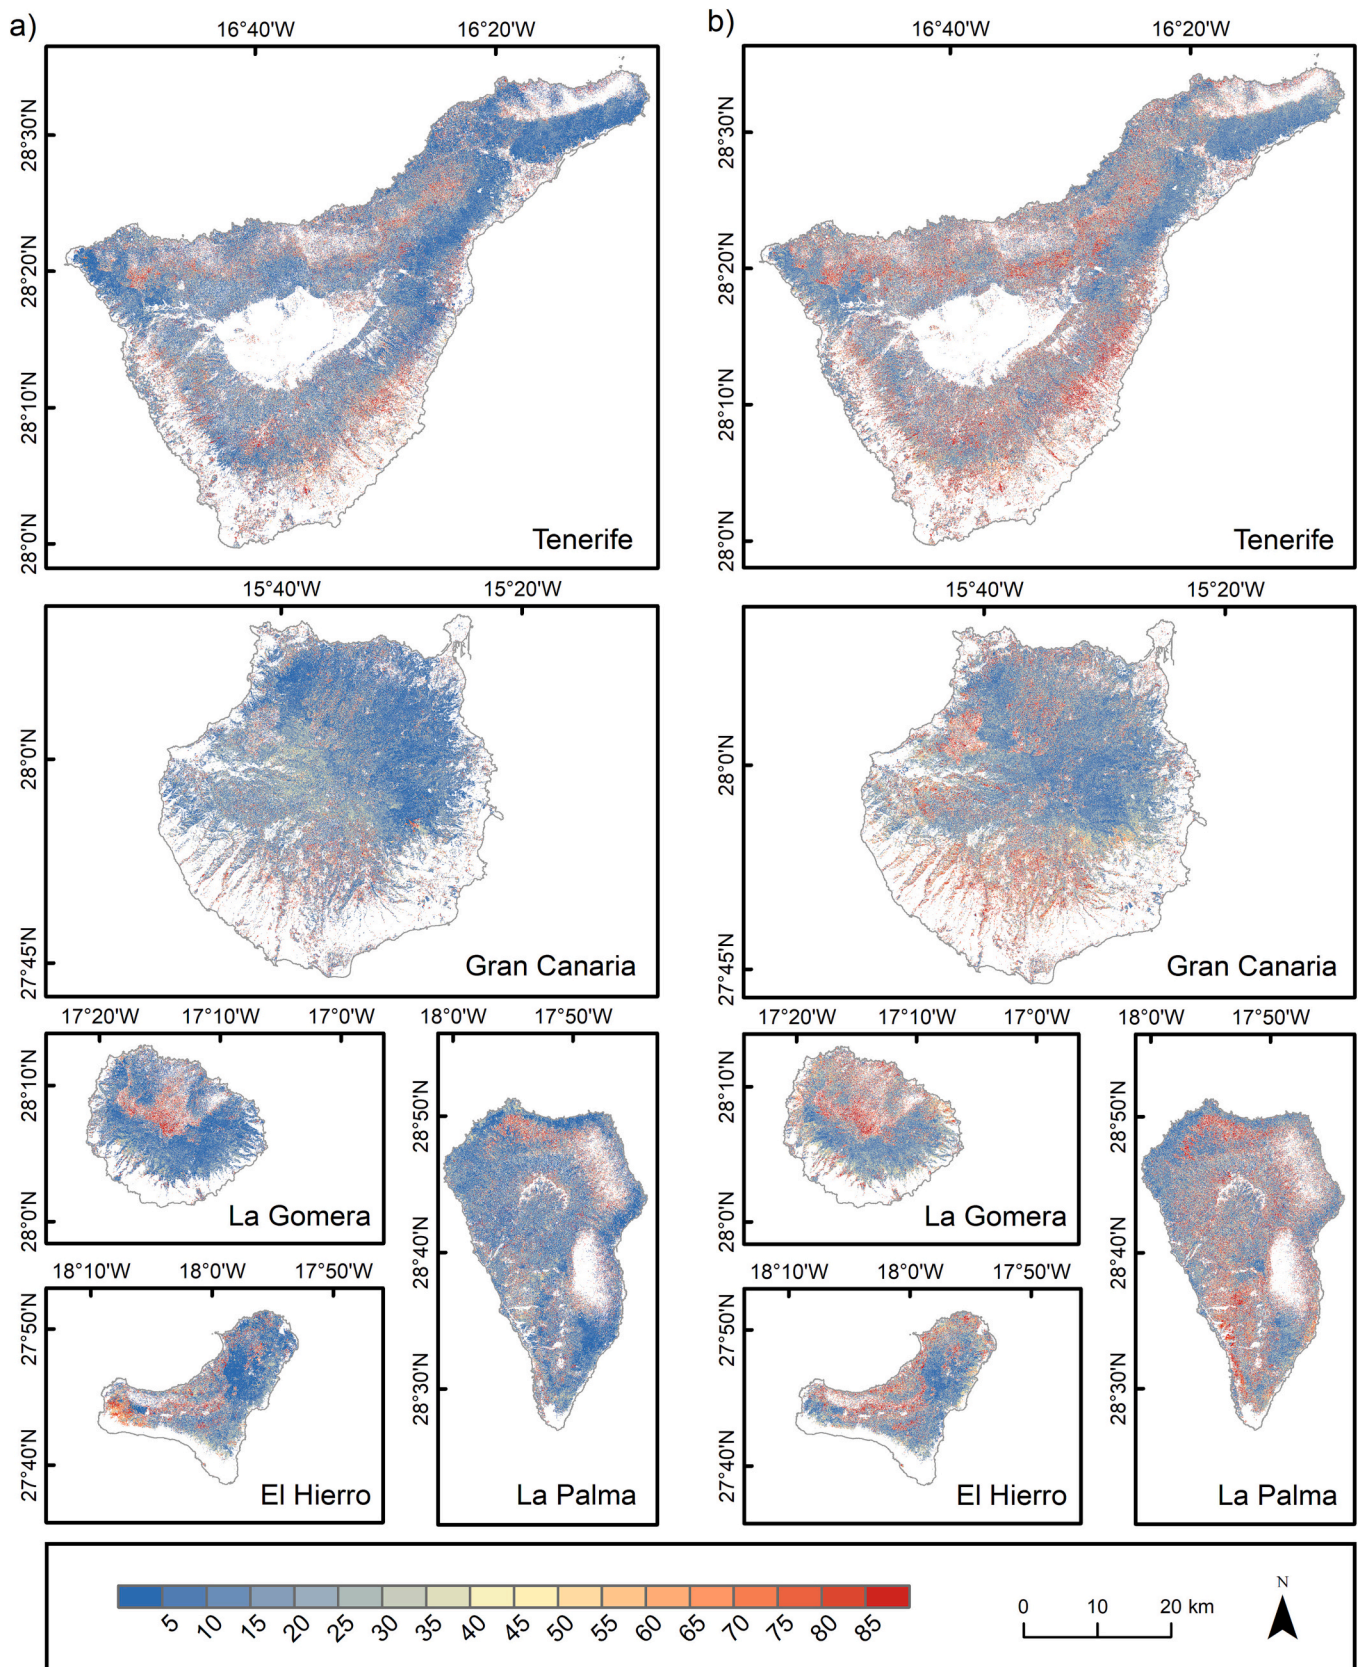 a)
16°40'W 16°20'W
28°30'N
28°20'N
28°10'N
28°0'N
Tenerife
15°40'W 15°20'W
28°0'N
27°45'N
Gran Canaria
17°20'W 17°10'W 17°0'W
28°10'N
28°0'N
La Gomera
18°10'W 18°0'W 17°50'W
27°50'N
27°40'N
El Hierro
18°0'W 17°50'W
28°50'N
28°40'N
28°30'N
La Palma
b)
16°40'W 16°20'W
28°30'N
28°20'N
28°10'N
28°0'N
Tenerife
15°40'W 15°20'W
28°0'N
27°45'N
Gran Canaria
17°20'W 17°10'W 17°0'W
28°10'N
28°0'N
La Gomera
18°10'W 18°0'W 17°50'W
27°50'N
27°40'N
El Hierro
18°0'W 17°50'W
28°50'N
28°40'N
28°30'N
La Palma
5 10 15 20 25 30 35 40 45 50 55 60 65 70 75 80 85
0 10 20 km
N